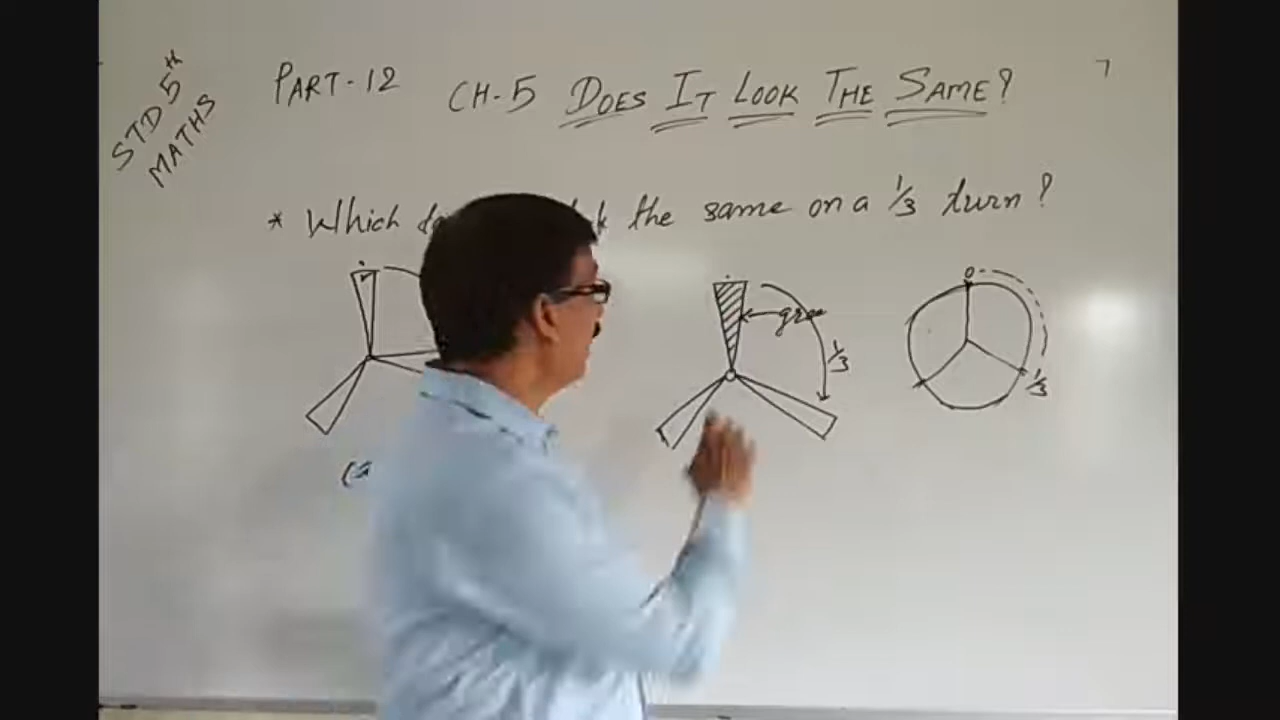 STD 5th
MATHS
PART-12 CH-5 DOES IT LOOK THE SAME?
* Which the same on a 1/3 turn?
1/3
1/3